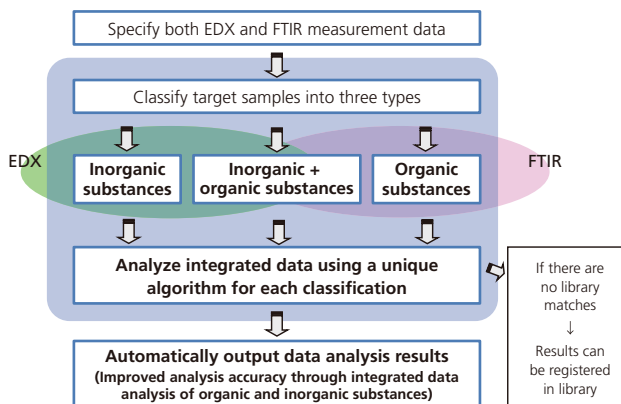 Specify both EDX and FTIR measurement data
Classify target samples into three types
EDX
Inorganic
substances
Inorganic +
organic substances
Organic
substances
FTIR
Analyze integrated data using a unique
algorithm for each classification
If there are
no library
matches
↓
Results can
be registered
in library
Automatically output data analysis results
(Improved analysis accuracy through integrated data
analysis of organic and inorganic substances)